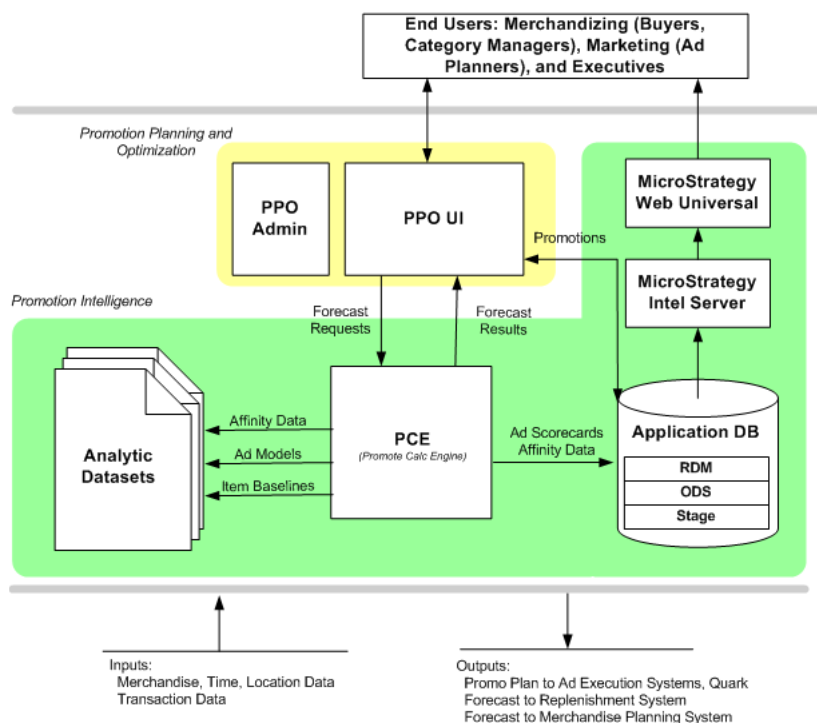 End Users: Merchandizing (Buyers,
Category Managers), Marketing (Ad
Planners), and Executives
Promotion Planning and
Optimization
PPO
Admin
PPO UI
MicroStrategy
Web Universal
Promotions
MicroStrategy
Intel Server
Promotion Intelligence
Forecast
Requests
Forecast
Results
Analytic
Datasets
Affinity Data
Ad Models
Item Baselines
PCE
(Promote Calc Engine)
Ad Scorecards
Affinity Data
Application DB
RDM
ODS
Stage
Inputs:
Merchandise, Time, Location Data
Transaction Data
Outputs:
Promo Plan to Ad Execution Systems, Quark
Forecast to Replenishment System
Forecast to Merchandise Planning System